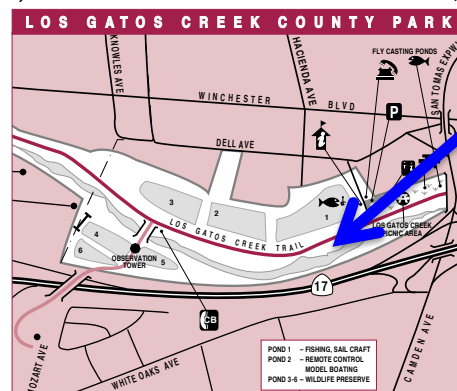 LOS GATOS CREEK COUNTY PARK
FLY CASTING PONDS
KNOWLES AVE
HACIENDA AVE
SAN TOMAS EXPW
WINCHESTER BLVD
P
DELL AVE
3
2
1
LOS GATOS CREEK TRAIL
LOS GATOS CREEK
PICNIC AREA
4
6
5
OBSERVATION
TOWER
17
CB
WHITE OAKS AVE
MOZART AVE
CAMDEN AVE
POND 1 – FISHING, SAIL CRAFT
POND 2 – REMOTE CONTROL
MODEL BOATING
POND 3-6 – WILDLIFE PRESERVE